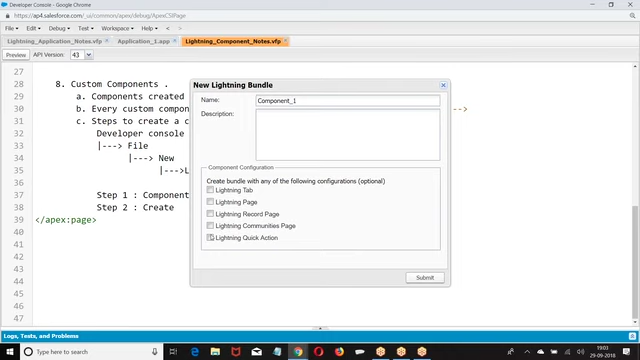 Developer Console - Google Chrome
https://ap4.salesforce.com/_ui/common/apex/debug/ApexCSIPage
File Edit Debug Test Workspace Help < >
Lightning_Application_Notes.vfp Application_1.app Lightning_Component_Notes.vfp
Preview API Version: 43
27
28 8. Custom Components .
29 a. Components created
30 b. Every custom compon -->
31 c. Steps to create a c
32 Developer console
33 |---> File
34 |---> New
35 |--->L
36
37 Step 1 : Component
38 Step 2 : Create
39 </apex:page>
40
41
42
43
44
45
46
47
New Lightning Bundle
Name: Component_1
Description:
Component Configuration
Create bundle with any of the following configurations (optional)
Lightning Tab
Lightning Page
Lightning Record Page
Lightning Communities Page
Lightning Quick Action
Submit
Logs, Tests, and Problems
Type here to search
19:03
29-09-2018